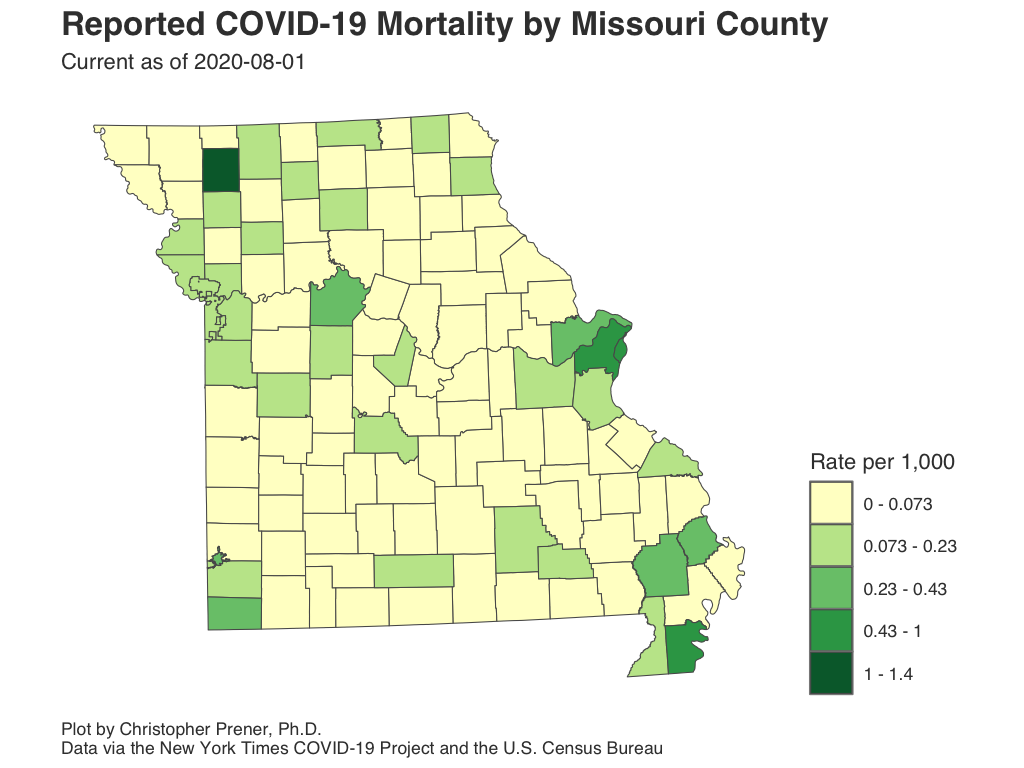 Reported COVID-19 Mortality by Missouri County
Current as of 2020-08-01
Rate per 1,000
0 - 0.073
0.073 - 0.23
0.23 - 0.43
0.43 - 1
1 - 1.4
Plot by Christopher Prener, Ph.D.
Data via the New York Times COVID-19 Project and the U.S. Census Bureau